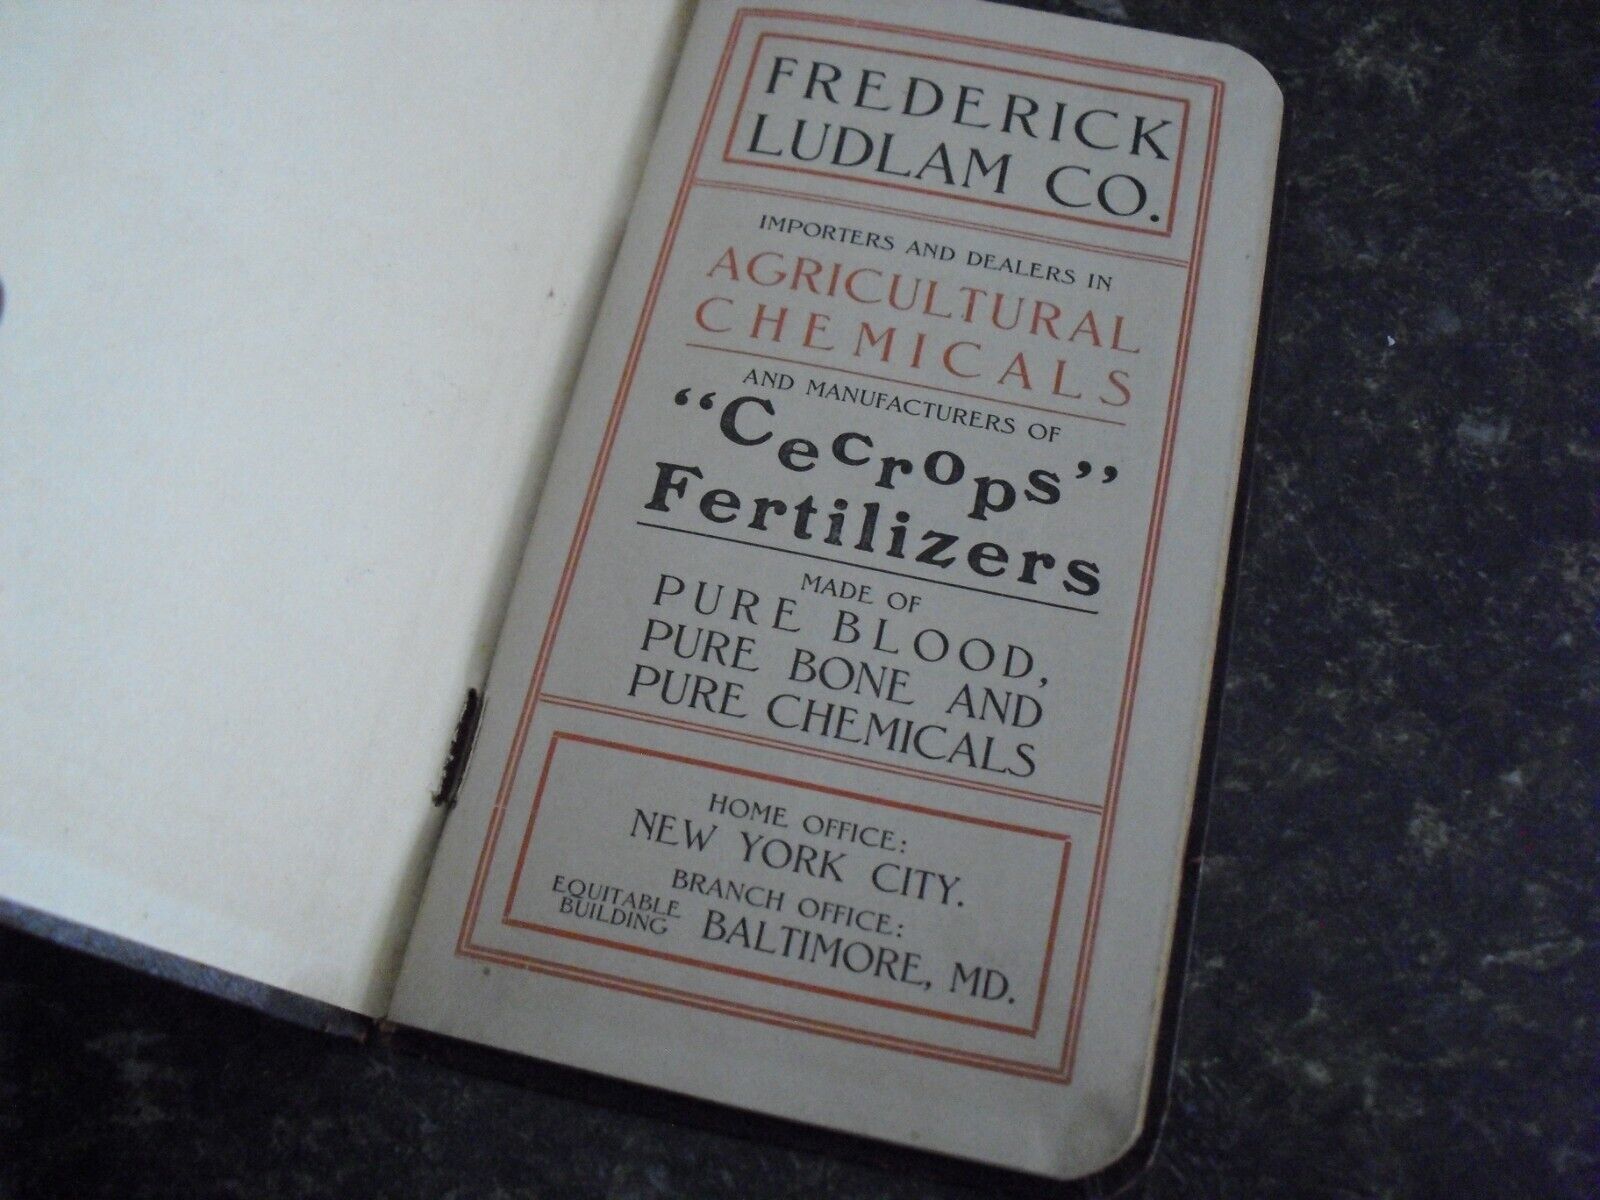 FREDERICK
LUDLAM CO.
IMPORTERS AND DEALERS IN
AGRICULTURAL
CHEMICALS
AND MANUFACTURERS OF
“Cecrops”
Fertilizers
MADE OF
PURE BLOOD,
PURE BONE AND
PURE CHEMICALS
HOME OFFICE:
NEW YORK CITY.
BRANCH OFFICE:
EQUITABLE
BUILDING
BALTIMORE, MD.